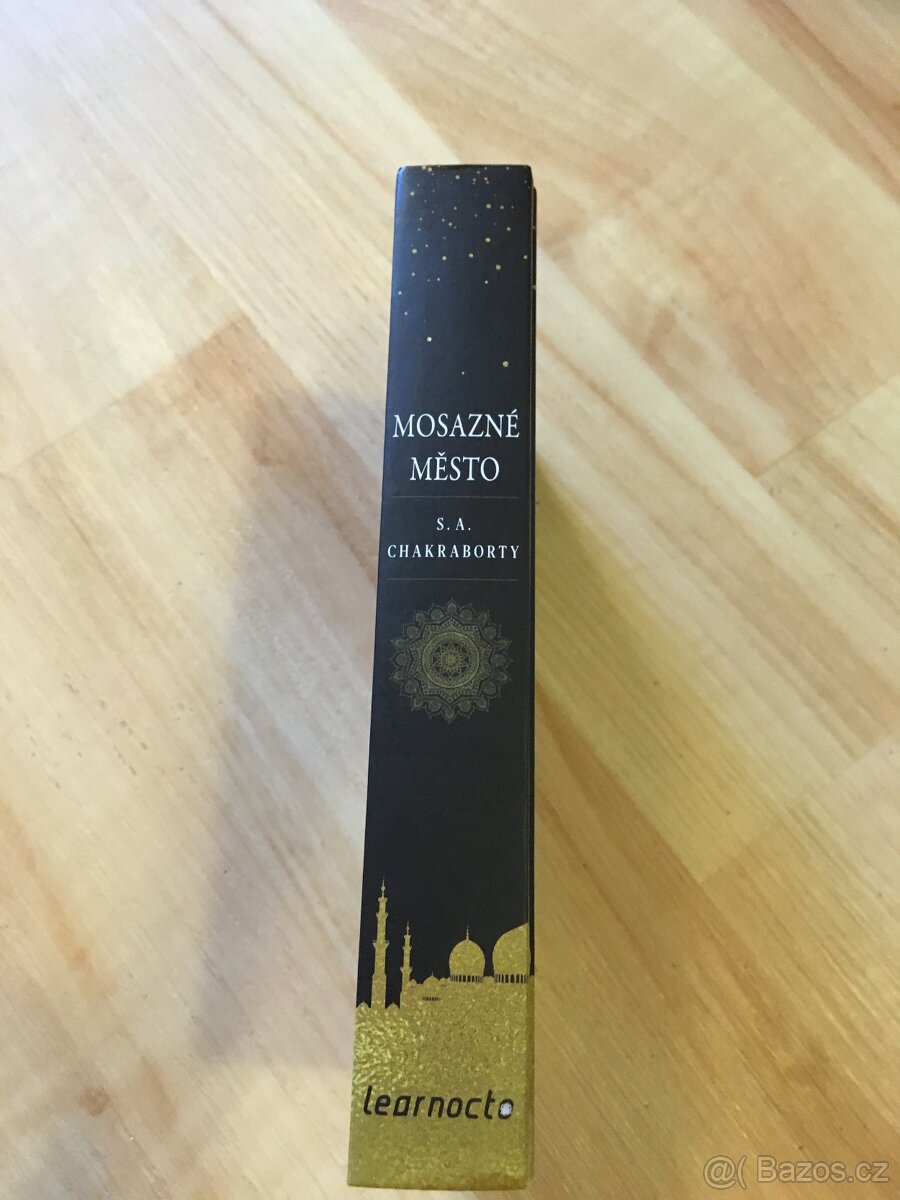 MOSAZNÉ
MĚSTO
S. A.
CHAKRABORTY
learnocto
@( Bazos.cz